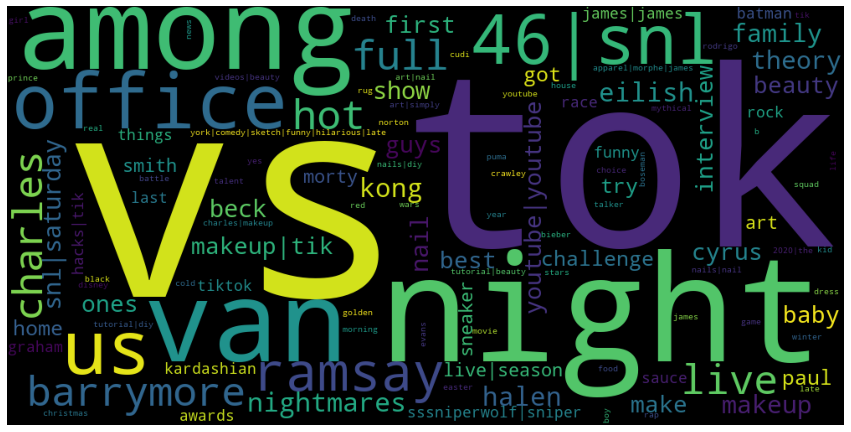 girl
among
46|snl
james|james
batman
tik
news
death
cudi
first
family
full
rodrigo
prince
videos|beauty
art|nail
apparel|morphe|james
got
theory
office
rug
show
youtube
house
eilish
beauty
hot
art|simply
race
mythical
real
things
york|comedy|sketch|funny|hilarious|late
norton
rock
b
vs
tok
guys
nails|diy
funny
interview
smith
yes
puma
choice
boseman
life
charles
snl|saturday
battle
talent
morty
kong
crawley
try
squad
last
charles|makeup
red
wars
talker
beck
nail
year
youtube|youtube
art
hacks|tik
makeup|tik
bieber
best
challenge
cyrus
2020|the
kid
tutorial|beauty
stars
nails|nail
black
disney
cold
tiktok
ones
van
night
golden
sneaker
dress
home
us
tutorial|diy
morning
james
game
baby
graham
evans
movie
winter
kardashian
ramsay
live|season
food
sauce
live
paul
barrymore
easter
halen
make
makeup
late
christmas
awards
nightmares
sssniperwolf|sniper
boy
rap